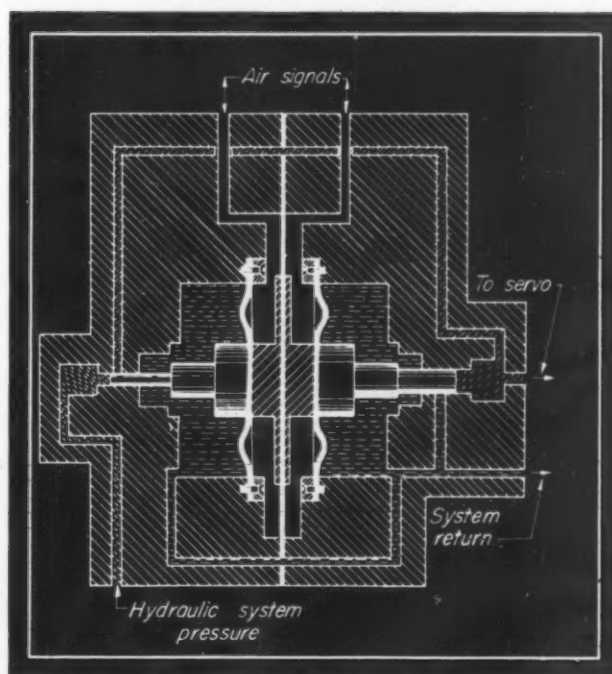 Air signals
To servo
System
return
Hydraulic system
pressure